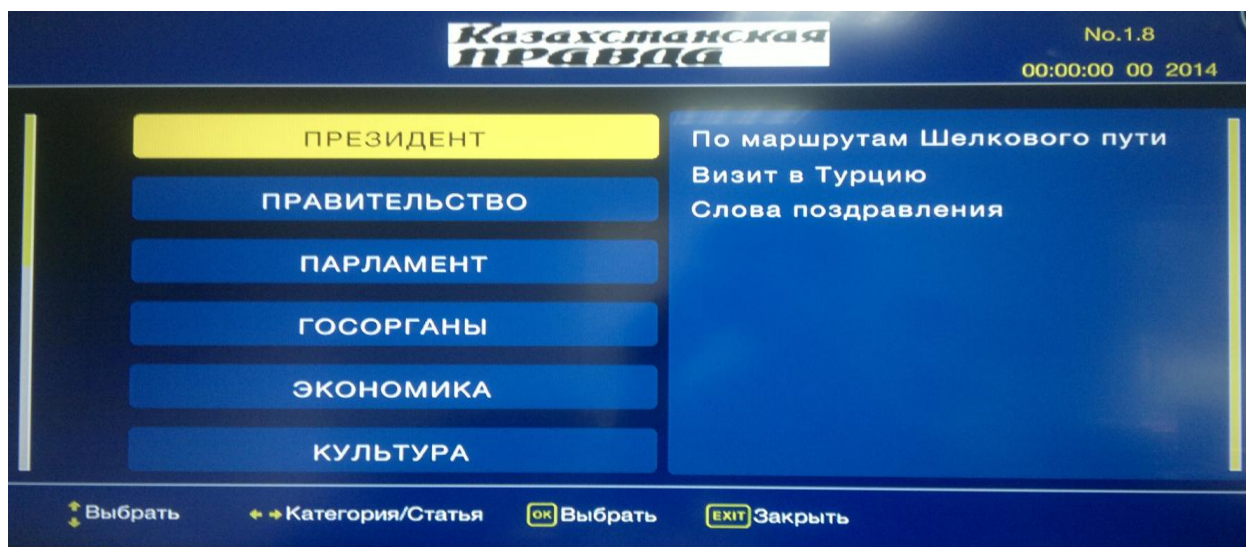 Казахстанская
ПРАВДА
No.1.8
00:00:00 00 2014
ПРЕЗИДЕНТ
ПРАВИТЕЛЬСТВО
ПАРЛАМЕНТ
ГОСОРГАНЫ
ЭКОНОМИКА
КУЛЬТУРА
По маршрутам Шелкового пути
Визит в Турцию
Слова поздравления
Выбрать Категория/Статья OK Выбрать EXIT Закрыть